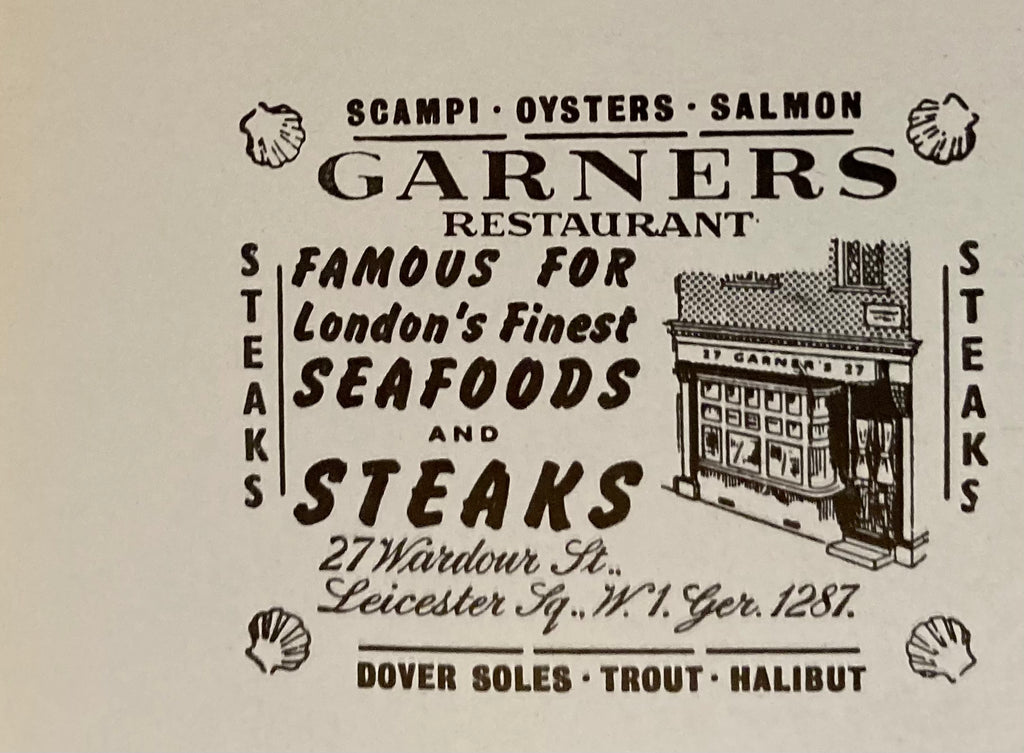 SCAMPI · OYSTERS · SALMON
GARNERS
RESTAURANT
STEAKS
FAMOUS FOR
London's Finest
SEAFOODS
AND
STEAKS
27 GARNER'S 27
STEAKS
27 Wardour St.,
Leicester Sq., W.1. Ger. 1287.
DOVER SOLES · TROUT · HALIBUT